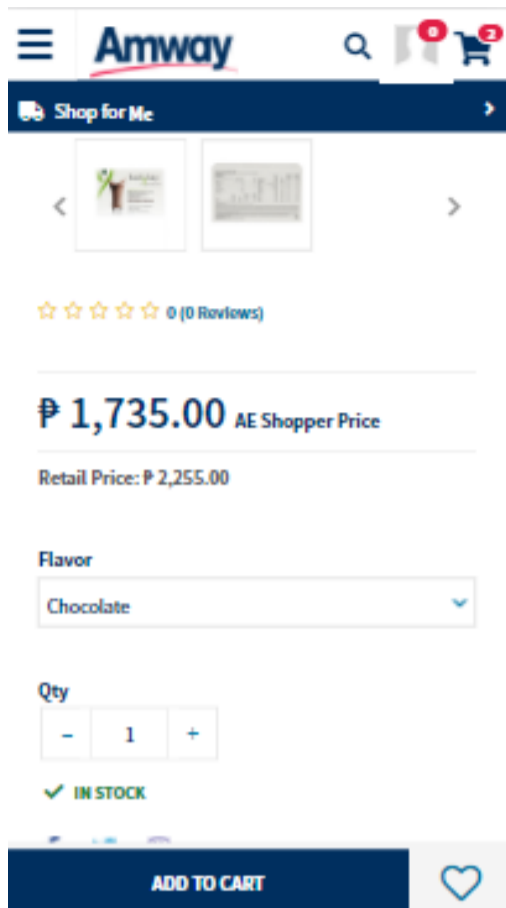 Amway
0
2
Shop for Me
0 (0 Reviews)
₱ 1,735.00 AE Shopper Price
Retail Price: ₱ 2,255.00
Flavor
Chocolate
Qty
- 1 +
IN STOCK
ADD TO CART